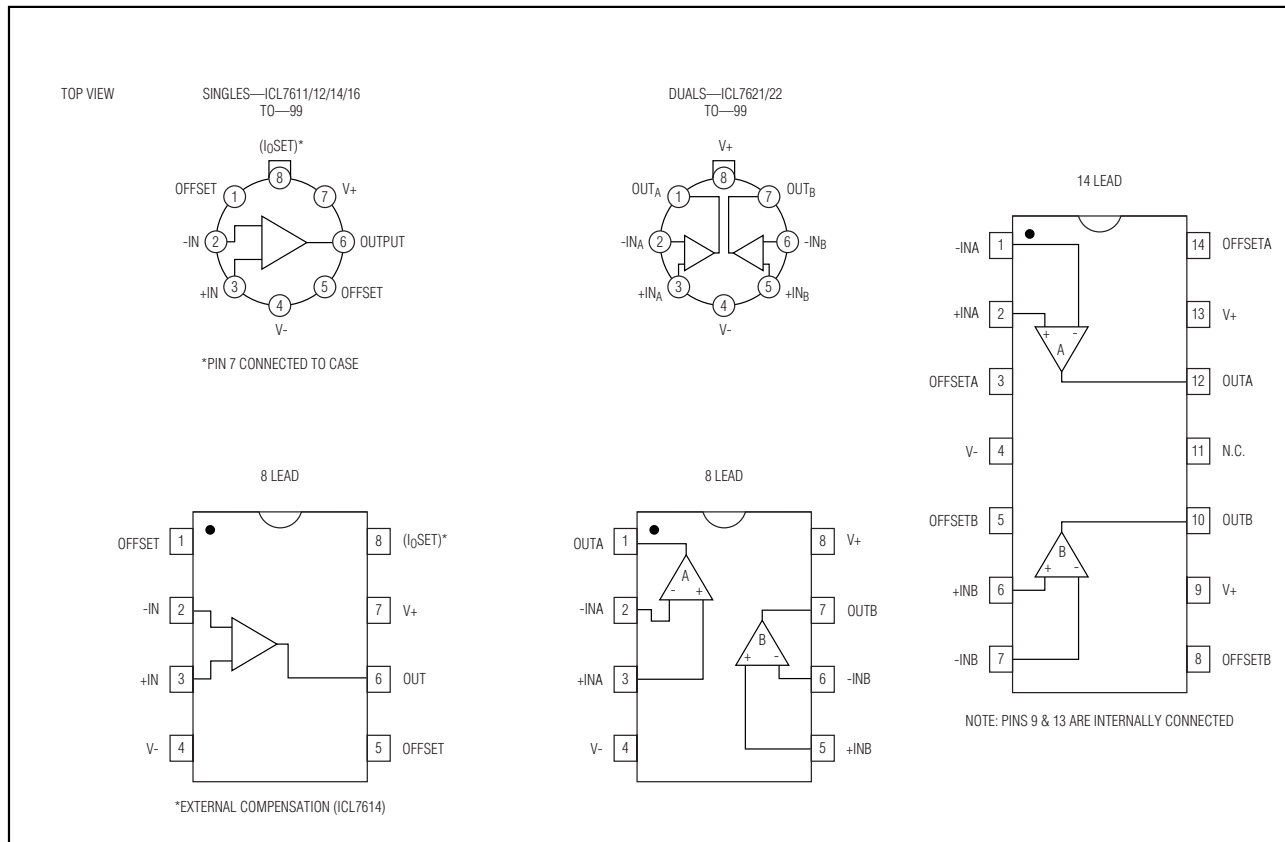 TOP VIEW
SINGLES—ICL7611/12/14/16
TO—99
(I0SET)*
8
OFFSET 1
7 V+
-IN 2
6 OUTPUT
+IN 3
5 OFFSET
4
V-
*PIN 7 CONNECTED TO CASE
DUALS—ICL7621/22
TO—99
V+
8
OUTA 1
7 OUTB
-INA 2
6 -INB
+INA 3
5 +INB
4
V-
14 LEAD
-INA 1
14 OFFSETA
+INA 2
13 V+
+ -
A
OFFSETA 3
12 OUTA
V- 4
11 N.C.
OFFSETB 5
10 OUTB
B
+ -
+INB 6
9 V+
-INB 7
8 OFFSETB
NOTE: PINS 9 & 13 ARE INTERNALLY CONNECTED
8 LEAD
OFFSET 1
8 (I0SET)*
-IN 2
7 V+
+IN 3
6 OUT
V- 4
5 OFFSET
*EXTERNAL COMPENSATION (ICL7614)
8 LEAD
OUTA 1
8 V+
A
- +
-INA 2
7 OUTB
B
+ -
+INA 3
6 -INB
V- 4
5 +INB